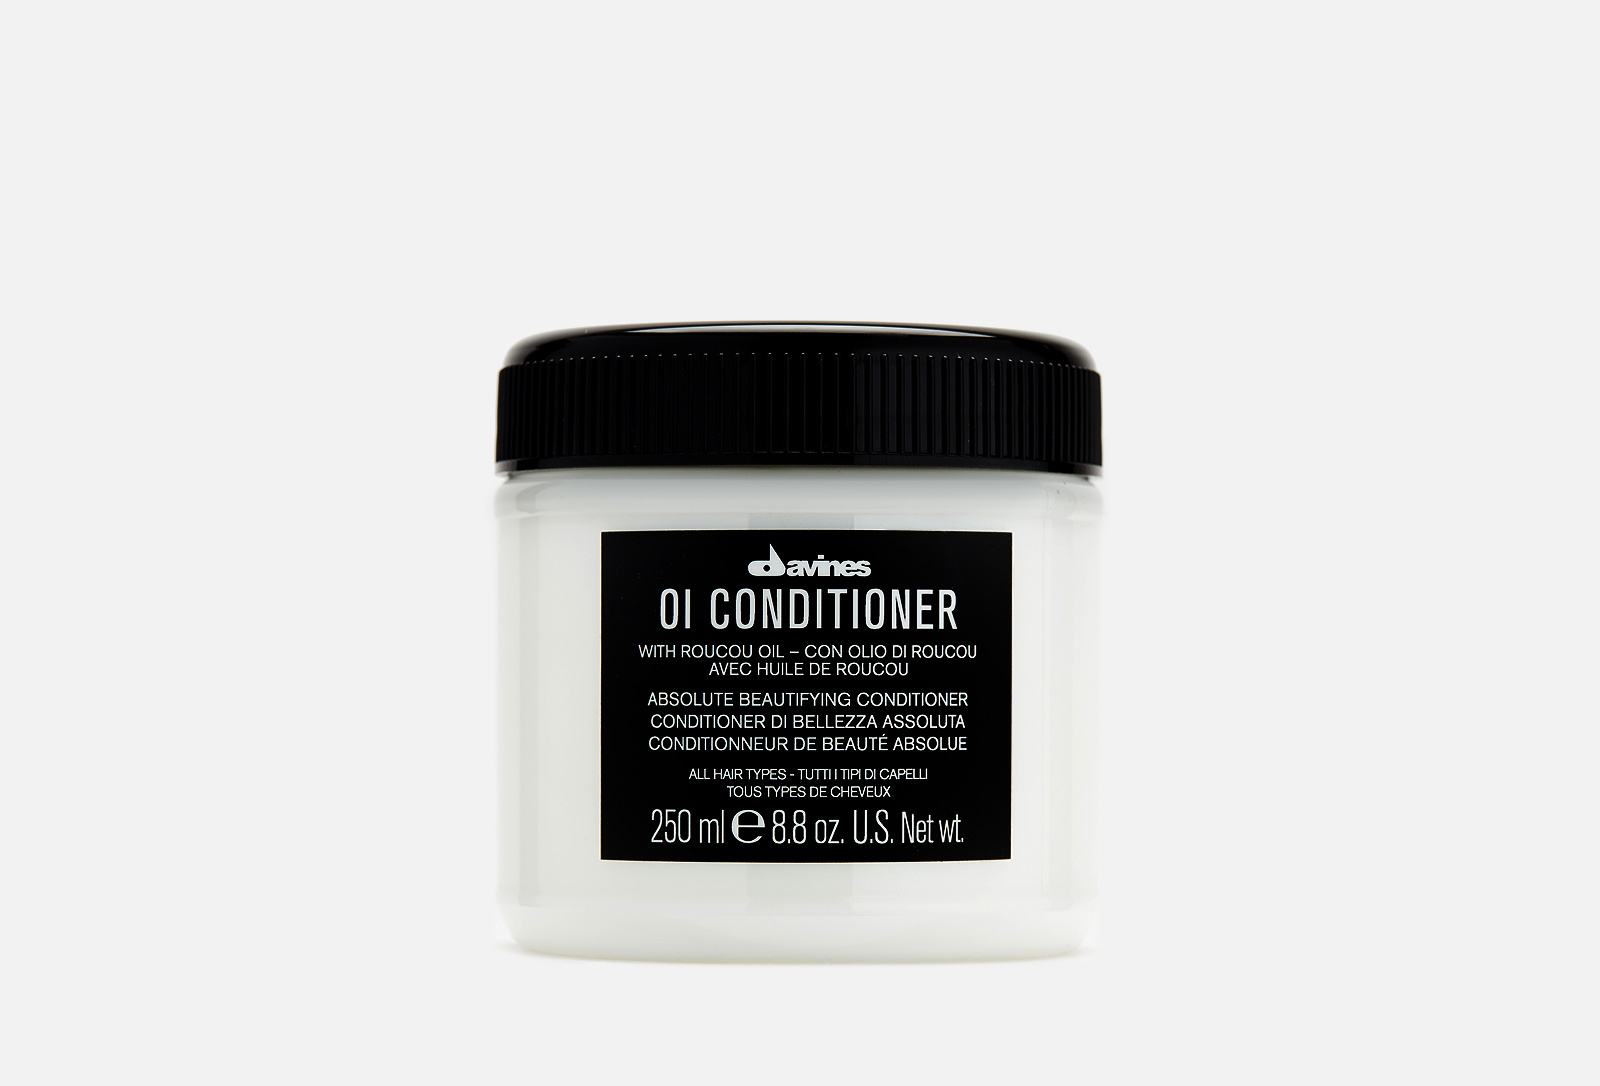 davines
OI CONDITIONER
WITH ROUCOU OIL – CON OLIO DI ROUCOU
AVEC HUILE DE ROUCOU
ABSOLUTE BEAUTIFYING CONDITIONER
CONDITIONER DI BELLEZZA ASSOLUTA
CONDITIONNEUR DE BEAUTÉ ABSOLUE
ALL HAIR TYPES - TUTTI I TIPI DI CAPELLI
TOUS TYPES DE CHEVEUX
250 ml ℮ 8.8 oz. U.S. Net wt.